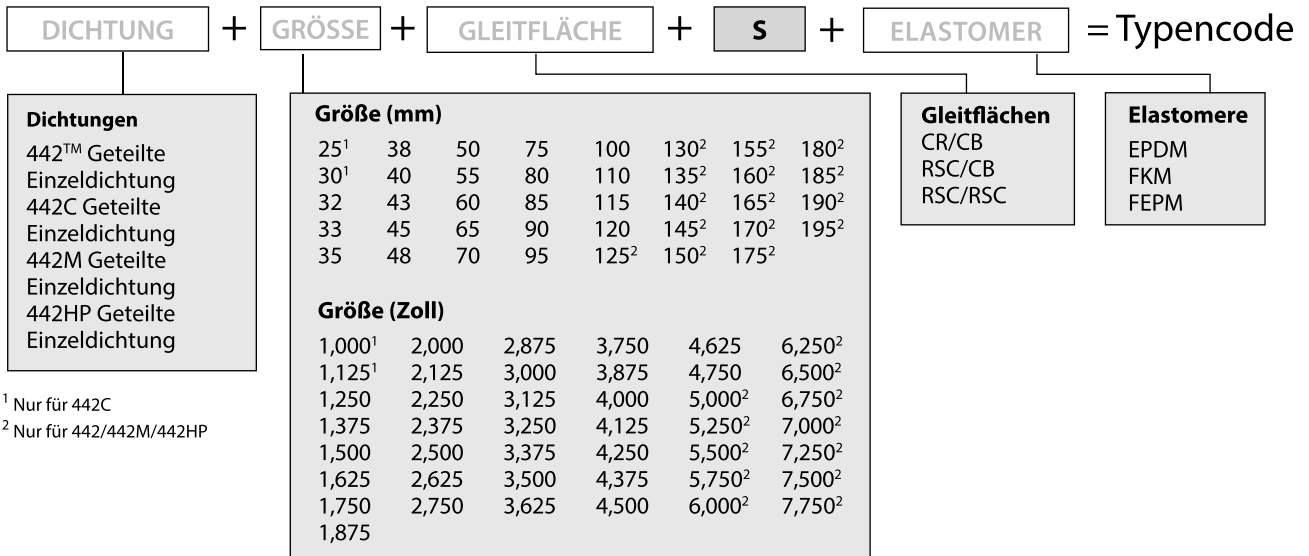 DICHTUNG + GRÖSSE + GLEITFLÄCHE + S + ELASTOMER = Typencode
Dichtungen
442™ Geteilte
Einzeldichtung
442C Geteilte
Einzeldichtung
442M Geteilte
Einzeldichtung
442HP Geteilte
Einzeldichtung
¹ Nur für 442C
² Nur für 442/442M/442HP
Größe (mm)
25¹ 38 50 75 100 130² 155² 180²
30¹ 40 55 80 110 135² 160² 185²
32 43 60 85 115 140² 165² 190²
33 45 65 90 120 145² 170² 195²
35 48 70 95 125² 150² 175²
Größe (Zoll)
1,000¹ 2,000 2,875 3,750 4,625 6,250²
1,125¹ 2,125 3,000 3,875 4,750 6,500²
1,250 2,250 3,125 4,000 5,000² 6,750²
1,375 2,375 3,250 4,125 5,250² 7,000²
1,500 2,500 3,375 4,250 5,500² 7,250²
1,625 2,625 3,500 4,375 5,750² 7,500²
1,750 2,750 3,625 4,500 6,000² 7,750²
1,875
Gleitflächen
CR/CB
RSC/CB
RSC/RSC
Elastomere
EPDM
FKM
FEPM